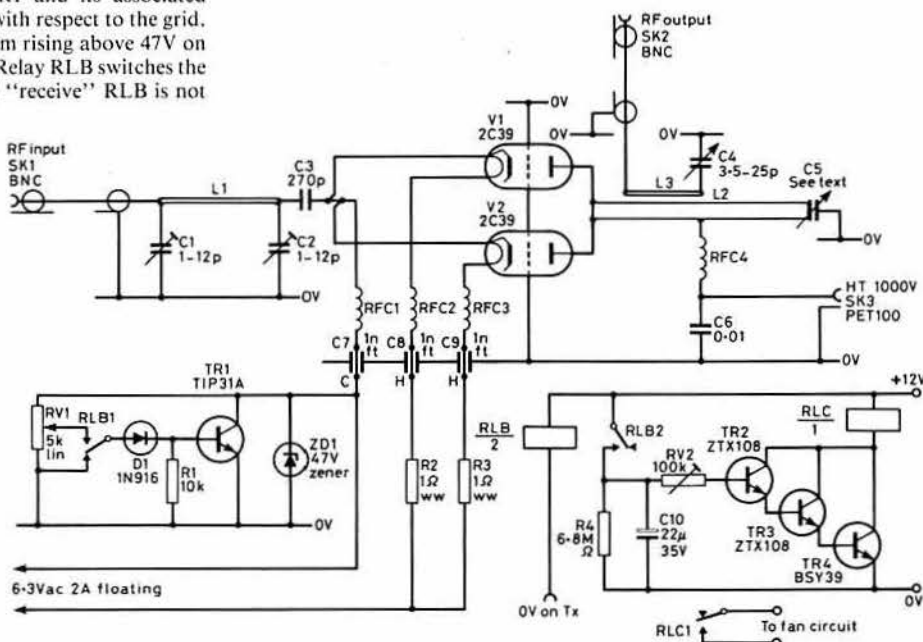 with respect to the grid.
m rising above 47V on
Relay RLB switches the
"receive" RLB is not
RF output
SK2
BNC
RF input
SK1
BNC
L1
C3
270p
C1
1-12p
C2
1-12p
0V
V1
2C39
V2
2C39
0V
0V
0V
C4
3·5-25p
L3
L2
C5
See text
0V
RFC1
RFC2
RFC3
RFC4
HT 1000V
SK3
PET100
C6
0·01
0V
C7
1n
ft
C8
1n
ft
C9
1n
ft
C
H
H
TR1
TIP31A
RV1
5k
lin
RLB1
D1
1N916
R1
10k
ZD1
47V
zener
0V
R2
1Ω
ww
R3
1Ω
ww
6·3Vac 2A floating
+12V
RLB
2
RLB2
RLC
1
TR2
ZTX108
RV2
100k
R4
6·8M
Ω
C10
22μ
35V
TR3
ZTX108
TR4
BSY39
0V on Tx
0V
RLC1
To fan circuit